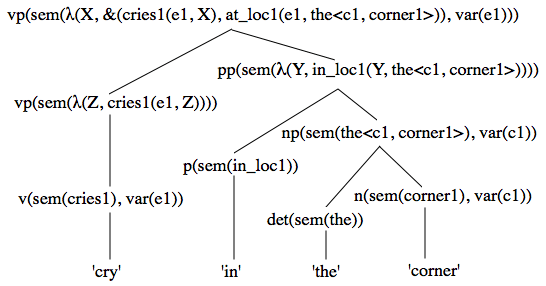 vp(sem(λ(X, &(cries1(e1, X), at_loc1(e1, the<c1, corner1>)), var(e1)))
pp(sem(λ(Y, in_loc1(Y, the<c1, corner1>))))
vp(sem(λ(Z, cries1(e1, Z))))
np(sem(the<c1, corner1>), var(c1))
p(sem(in_loc1))
v(sem(cries1), var(e1))
n(sem(corner1), var(c1))
det(sem(the))
'cry' 'in' 'the' 'corner'